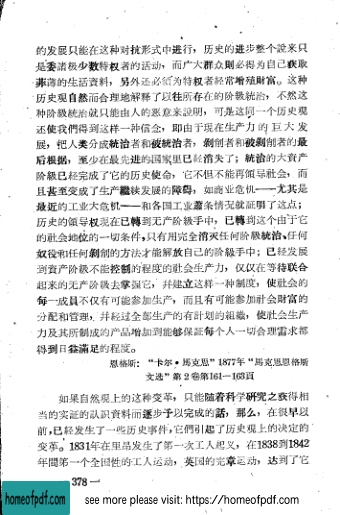 的发展只能在这种对抗形式中进行，历史的进步整个说来只
是委諸极少数特权者的活动，而广大群众則必得为自己获取
菲薄的生活資料，另外还必須为特权者经常增殖財富。这种
历史观自然而合理地解釋了以往所存在的阶級統治，不然这
种阶級統治就只能由人的恶意来說明，可是这同一个历史观
还使我們得到这样一种信念，即由于现在生产力的巨大发
展，把人类分成統治者和被統治者，剝削者和被剝削者的最
后根据，至少在最先进的国家里已经消失了；統治的大資产
阶級已经完成了它的历史使命，它不但不能再領导社会，而
且甚至变成了生产繼續发展的障碍，如商业危机——尤其是
最近的工业大危机——和各国工业蕭条情况就証明了这点；
历史的領导权现在已轉到无产阶級手中，已轉到这个由于它
的社会地位的一切条件，只有用完全消灭任何阶級統治、任何
奴役和任何剝削的方法才能解放自己的阶級手中；已经发展
到資产阶級不能控制的程度的社会生产力，仅仅在等待联合
起来的无产阶級去掌握它，并建立这样一种制度，使社会的
每一成員不仅有可能参加生产，而且有可能参加社会財富的
分配和管理，并经过全部生产的有計划的組織，使社会生产
力及其所制成的产品增加到能够保証每个人一切合理需求都
得到日益滿足的程度。
恩格斯：“卡尔·馬克思”1877年“馬克思恩格斯
文选”第2卷第161—163頁
如果自然观上的这种变革，只能随着科学研究之获得相
当的实証的认識資料而逐步予以完成的話，那么，在很早以
前，已经发生了一些历史事件，它們引起了历史观上的决定的
变革。1831年在里昂发生了第一次工人起义，在1838到1842
年間第一个全国性的工人运动，英国的宪章运动，达到了它
378
homeofpdf.com
see more please visit: https://homeofpdf.com